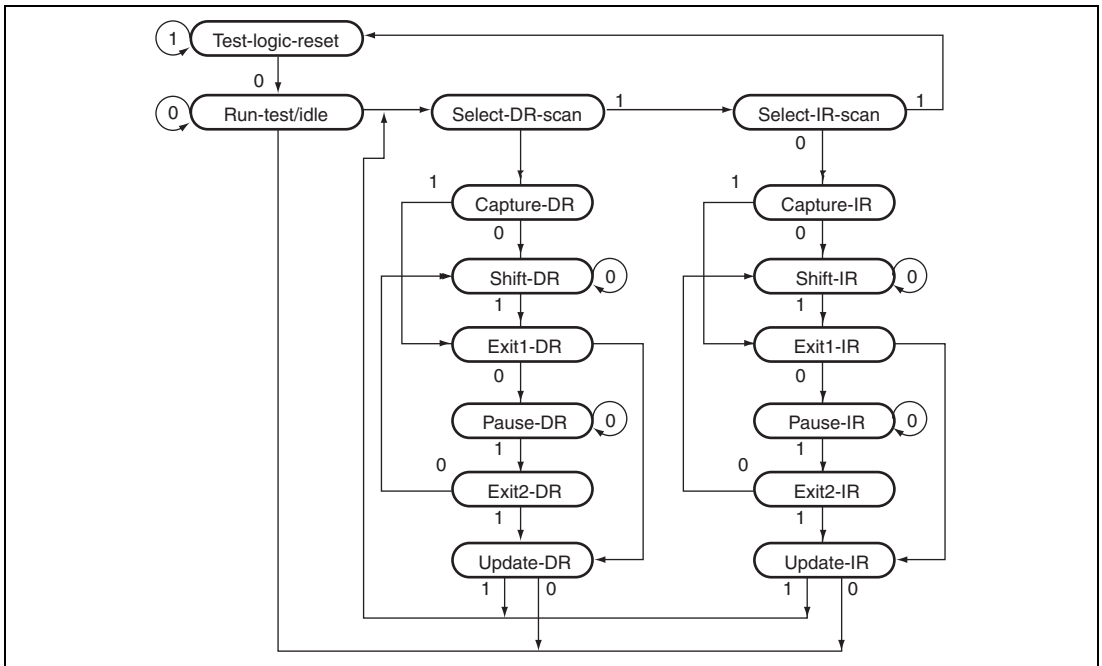 1 Test-logic-reset
0
0 Run-test/idle Select-DR-scan 1 Select-IR-scan 1
0
1 Capture-DR 1 Capture-IR
0 0
Shift-DR 0 Shift-IR 0
1 1
Exit1-DR Exit1-IR
0 0
Pause-DR 0 Pause-IR 0
1 1
0 Exit2-DR 0 Exit2-IR
1 1
Update-DR Update-IR
1 0 1 0